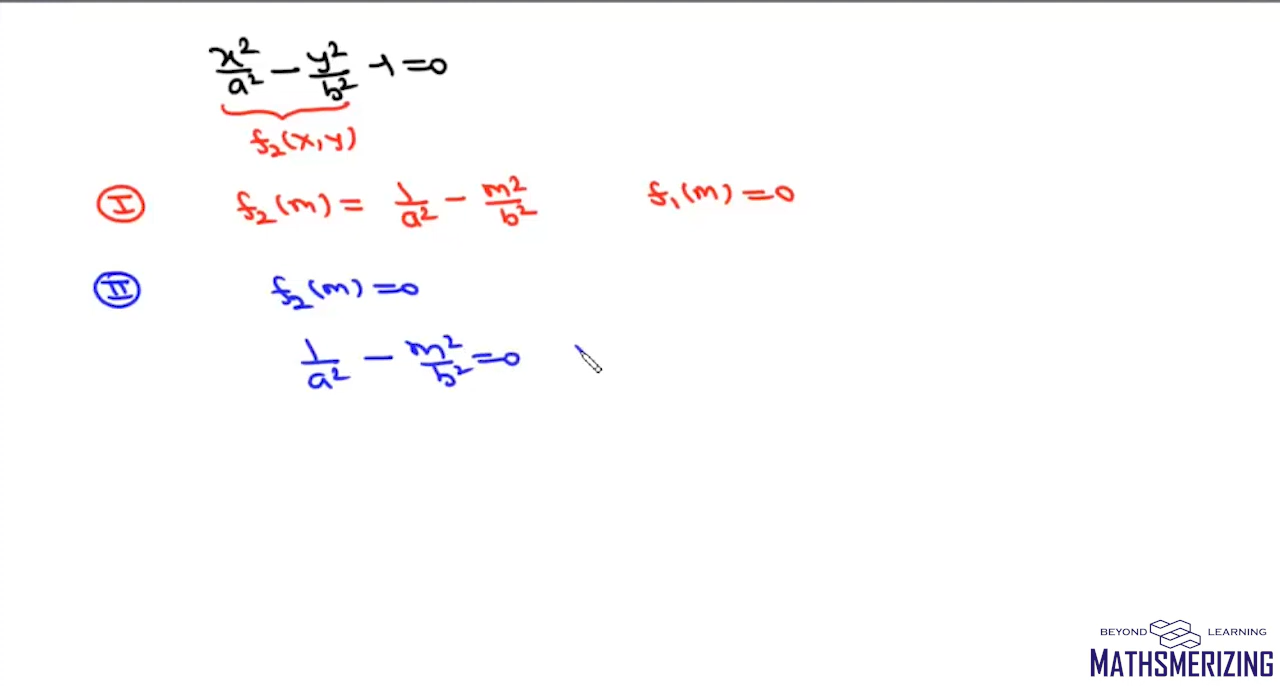 x²/a² − y²/b² −1 = 0
f₂(x,y)
I f₂(m) = 1/a² − m²/b² f₁(m) = 0
II f₂(m) = 0
1/a² − m²/b² = 0
BEYOND LEARNING
MATHSMERIZING